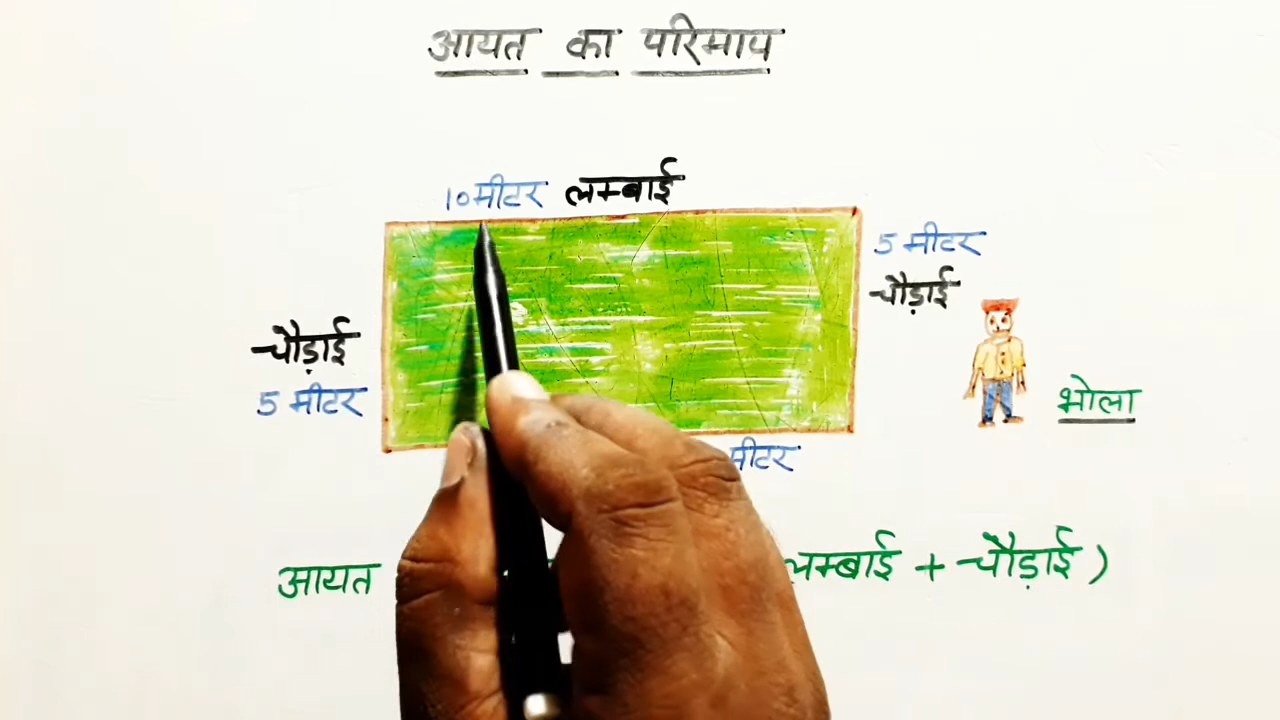 आयत का परिमाप
10 मीटर लम्बाई
5 मीटर
चौड़ाई
चौड़ाई
5 मीटर
भोला
मीटर
आयत लम्बाई + चौड़ाई)